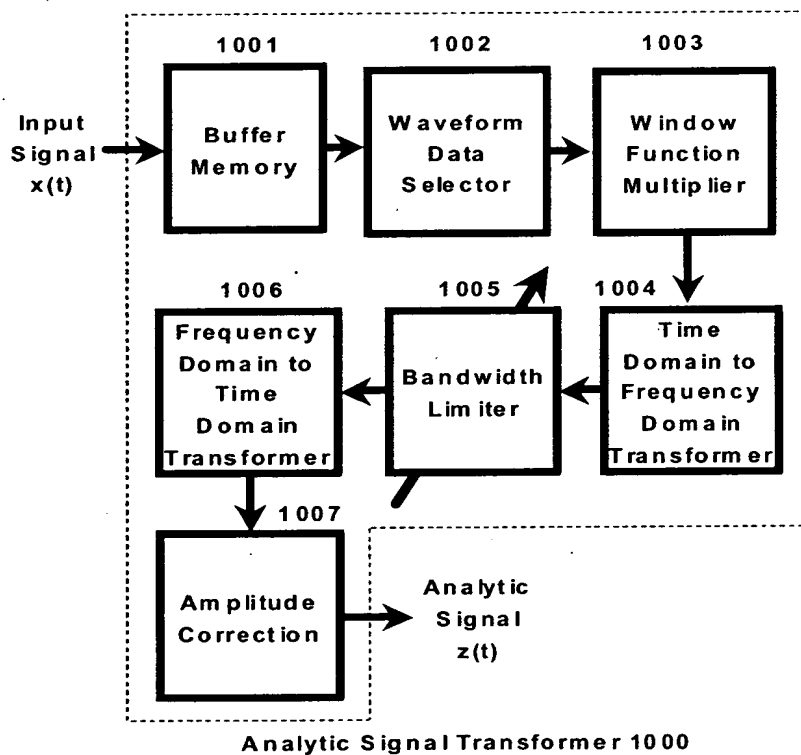 1001
1002
1003
Input
Signal
x(t)
Buffer
Memory
Waveform
Data
Selector
Window
Function
Multiplier
1006
1005
1004
Frequency
Domain to
Time
Domain
Transformer
Bandwidth
Limiter
Time
Domain to
Frequency
Domain
Transformer
1007
Amplitude
Correction
Analytic
Signal
z(t)
Analytic Signal Transformer 1000